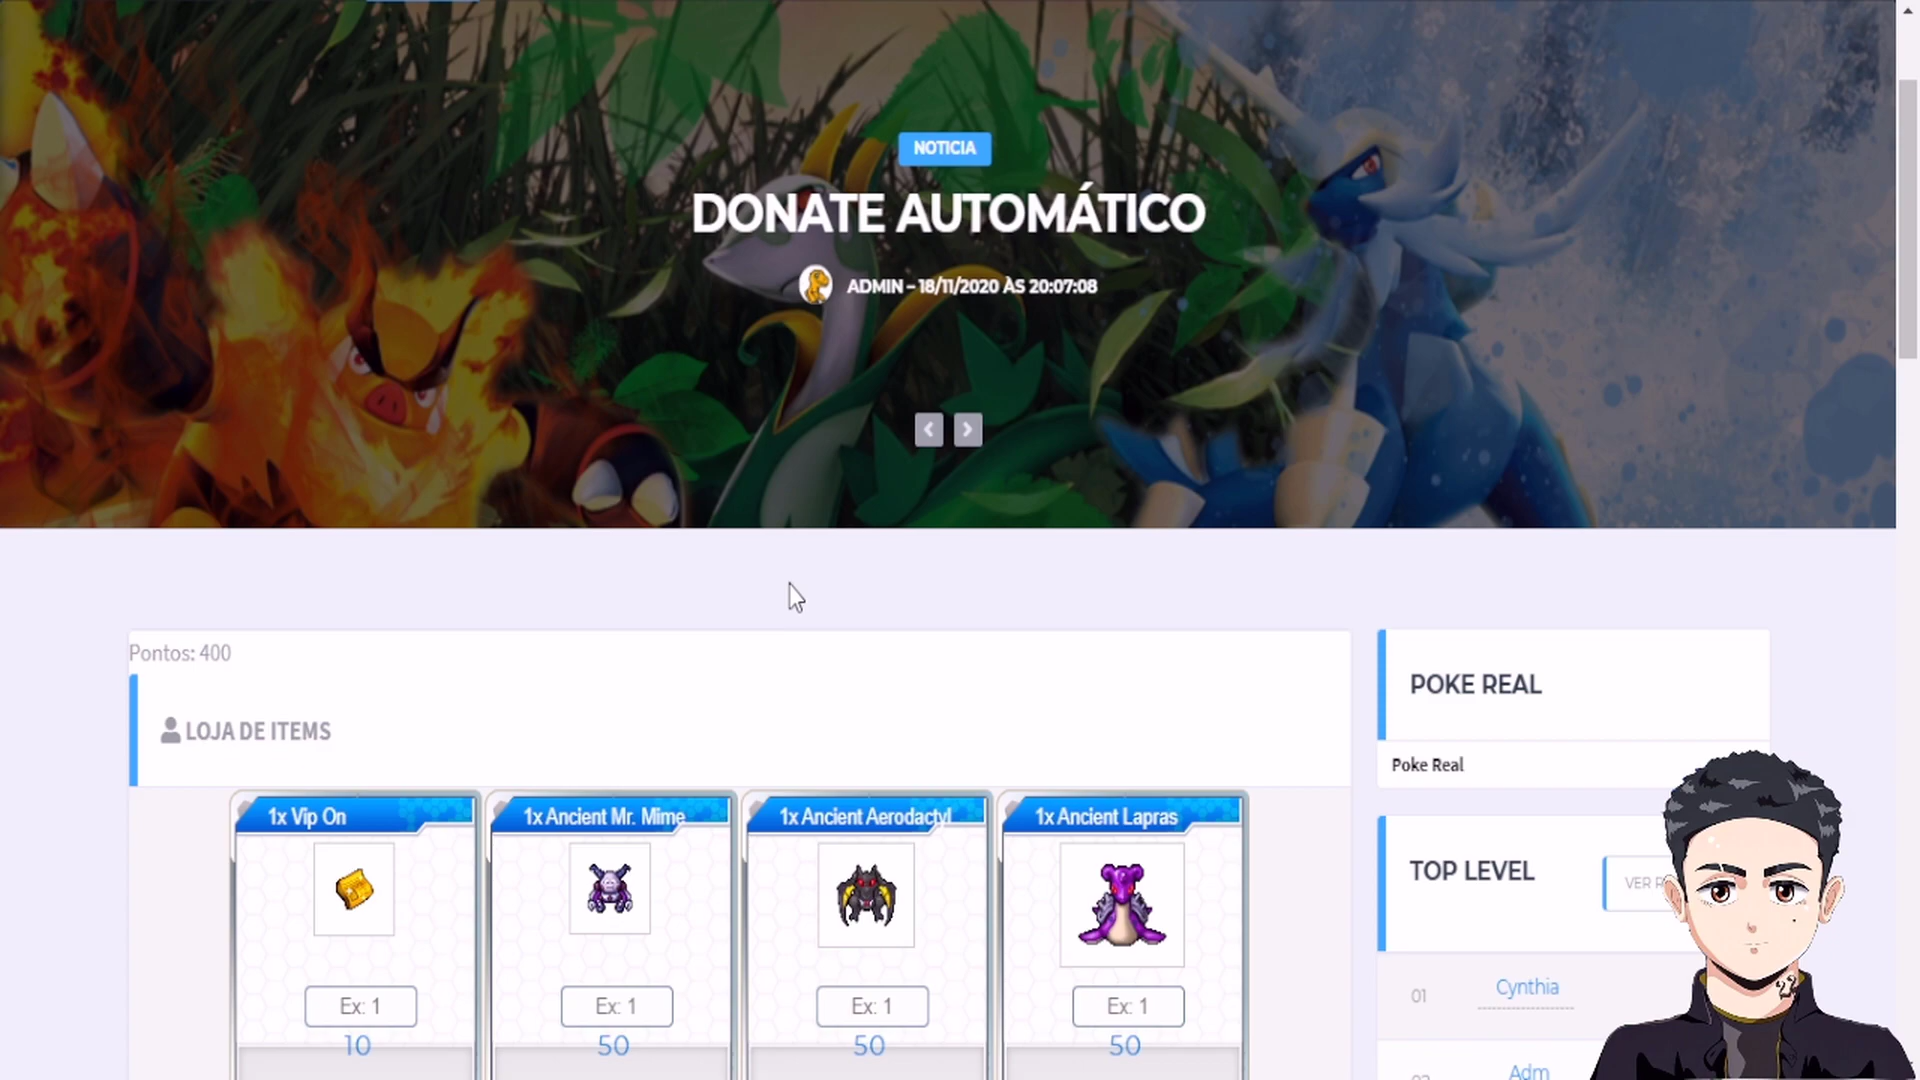 NOTICIA
DONATE AUTOMÁTICO
ADMIN – 18/11/2020 ÀS 20:07:08
Pontos: 400
LOJA DE ITEMS
1x Vip On
1x Ancient Mr. Mime
1x Ancient Aerodactyl
1x Ancient Lapras
Ex: 1
Ex: 1
Ex: 1
Ex: 1
10
50
50
50
POKE REAL
Poke Real
TOP LEVEL
VER
01
Cynthia
Adm
22